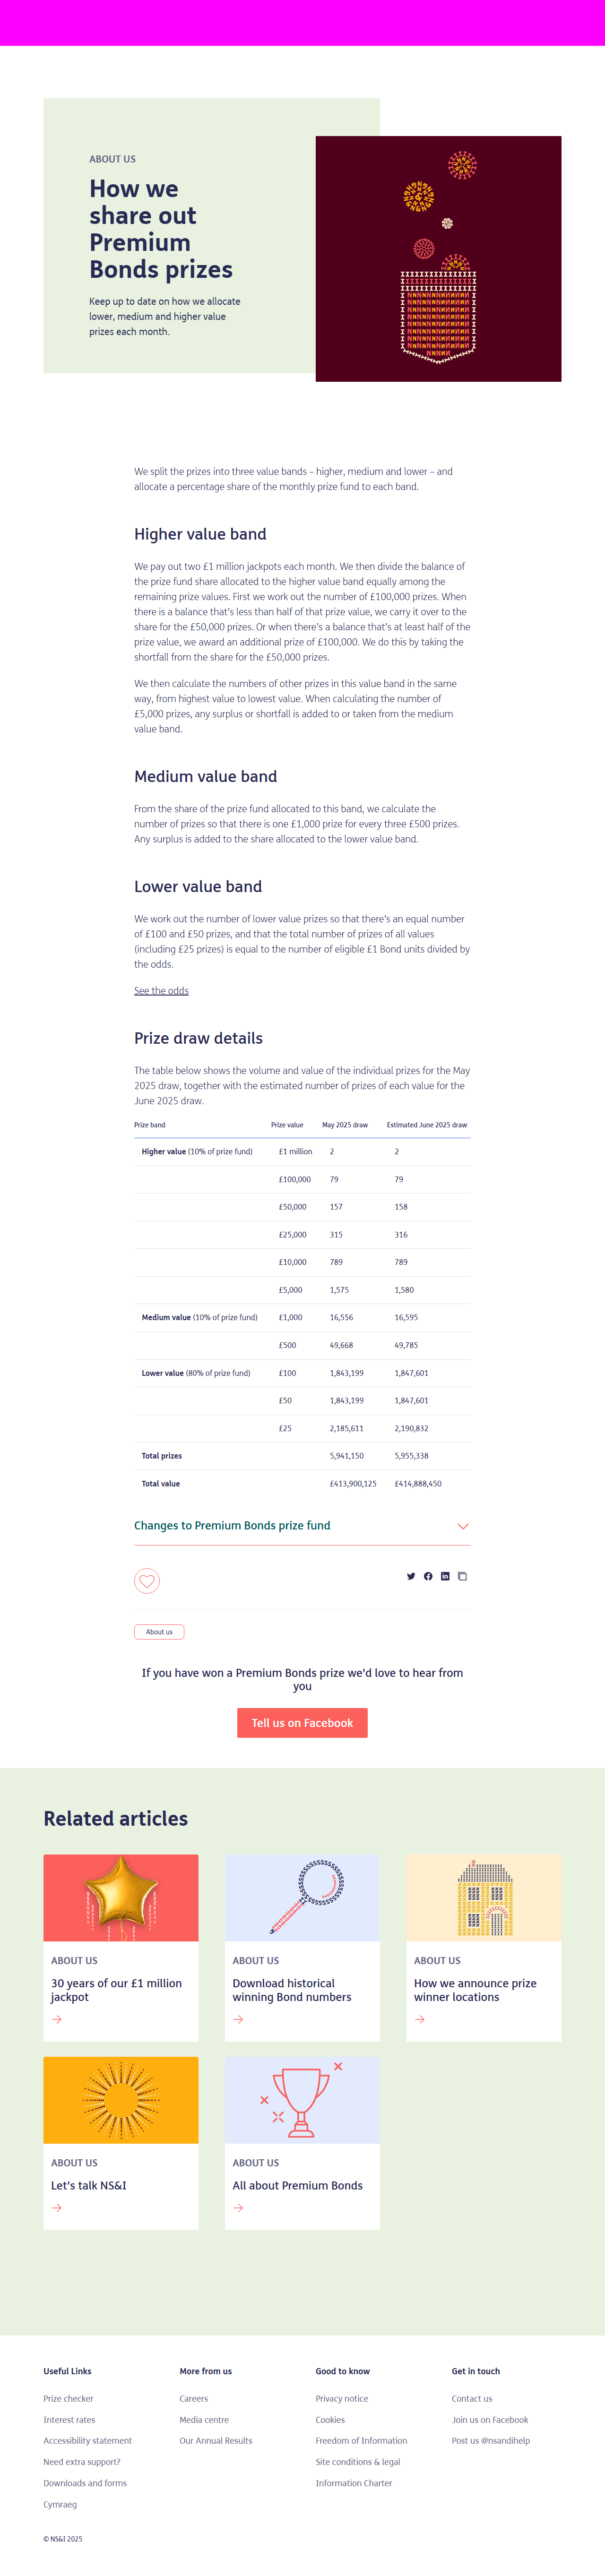 ABOUT US
How we
share out
Premium
Bonds prizes
Keep up to date on how we allocate
lower, medium and higher value
prizes each month.
We split the prizes into three value bands – higher, medium and lower – and
allocate a percentage share of the monthly prize fund to each band.
Higher value band
We pay out two £1 million jackpots each month. We then divide the balance of
the prize fund share allocated to the higher value band equally among the
remaining prize values. First we work out the number of £100,000 prizes. When
there is a balance that's less than half of that prize value, we carry it over to the
share for the £50,000 prizes. Or when there's a balance that's at least half of the
prize value, we award an additional prize of £100,000. We do this by taking the
shortfall from the share for the £50,000 prizes.
We then calculate the numbers of other prizes in this value band in the same
way, from highest value to lowest value. When calculating the number of
£5,000 prizes, any surplus or shortfall is added to or taken from the medium
value band.
Medium value band
From the share of the prize fund allocated to this band, we calculate the
number of prizes so that there is one £1,000 prize for every three £500 prizes.
Any surplus is added to the share allocated to the lower value band.
Lower value band
We work out the number of lower value prizes so that there's an equal number
of £100 and £50 prizes, and that the total number of prizes of all values
(including £25 prizes) is equal to the number of eligible £1 Bond units divided by
the odds.
See the odds
Prize draw details
The table below shows the volume and value of the individual prizes for the May
2025 draw, together with the estimated number of prizes of each value for the
June 2025 draw.
Prize band Prize value May 2025 draw Estimated June 2025 draw
Higher value (10% of prize fund) £1 million 2 2
£100,000 79 79
£50,000 157 158
£25,000 315 316
£10,000 789 789
£5,000 1,575 1,580
Medium value (10% of prize fund) £1,000 16,556 16,595
£500 49,668 49,785
Lower value (80% of prize fund) £100 1,843,199 1,847,601
£50 1,843,199 1,847,601
£25 2,185,611 2,190,832
Total prizes 5,941,150 5,955,338
Total value £413,900,125 £414,888,450
Changes to Premium Bonds prize fund
About us
If you have won a Premium Bonds prize we'd love to hear from
you
Tell us on Facebook
Related articles
ABOUT US
30 years of our £1 million
jackpot
ABOUT US
Download historical
winning Bond numbers
ABOUT US
How we announce prize
winner locations
ABOUT US
Let's talk NS&I
ABOUT US
All about Premium Bonds
Useful Links
Prize checker
Interest rates
Accessibility statement
Need extra support?
Downloads and forms
Cymraeg
More from us
Careers
Media centre
Our Annual Results
Good to know
Privacy notice
Cookies
Freedom of Information
Site conditions & legal
Information Charter
Get in touch
Contact us
Join us on Facebook
Post us @nsandihelp
© NS&I 2025